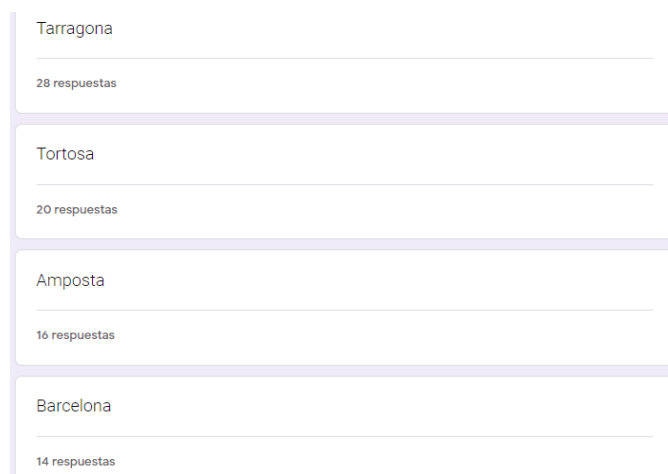 Tarragona
28 respuestas
Tortosa
20 respuestas
Amposta
16 respuestas
Barcelona
14 respuestas